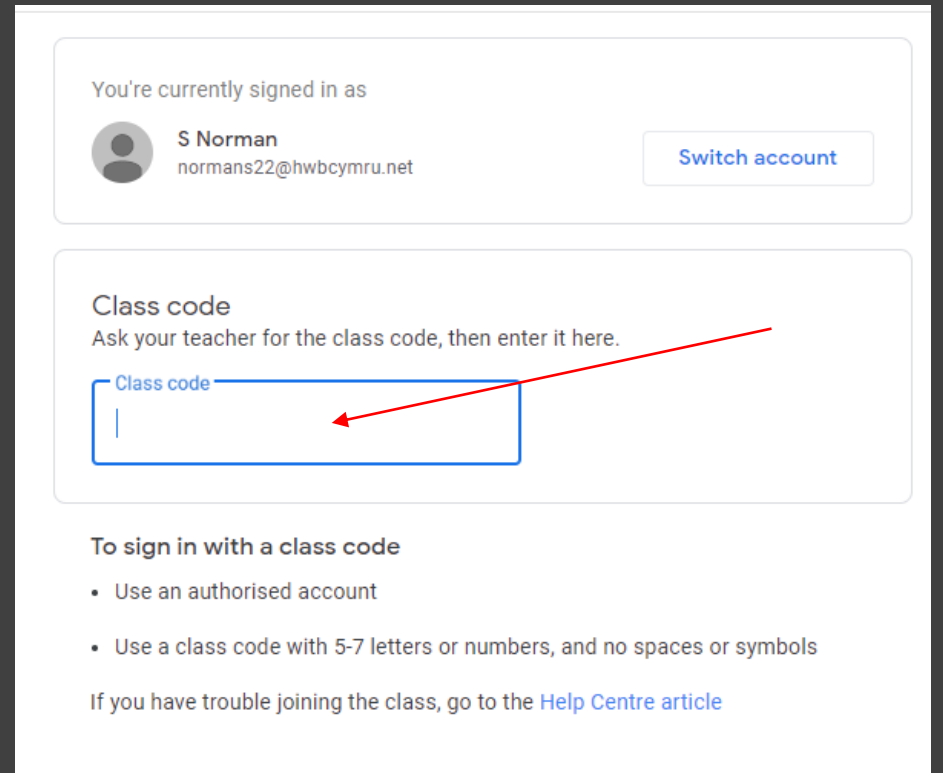 You're currently signed in as
S Norman
normans22@hwbcymru.net
Switch account
Class code
Ask your teacher for the class code, then enter it here.
Class code
To sign in with a class code
• Use an authorised account
• Use a class code with 5-7 letters or numbers, and no spaces or symbols
If you have trouble joining the class, go to the Help Centre article